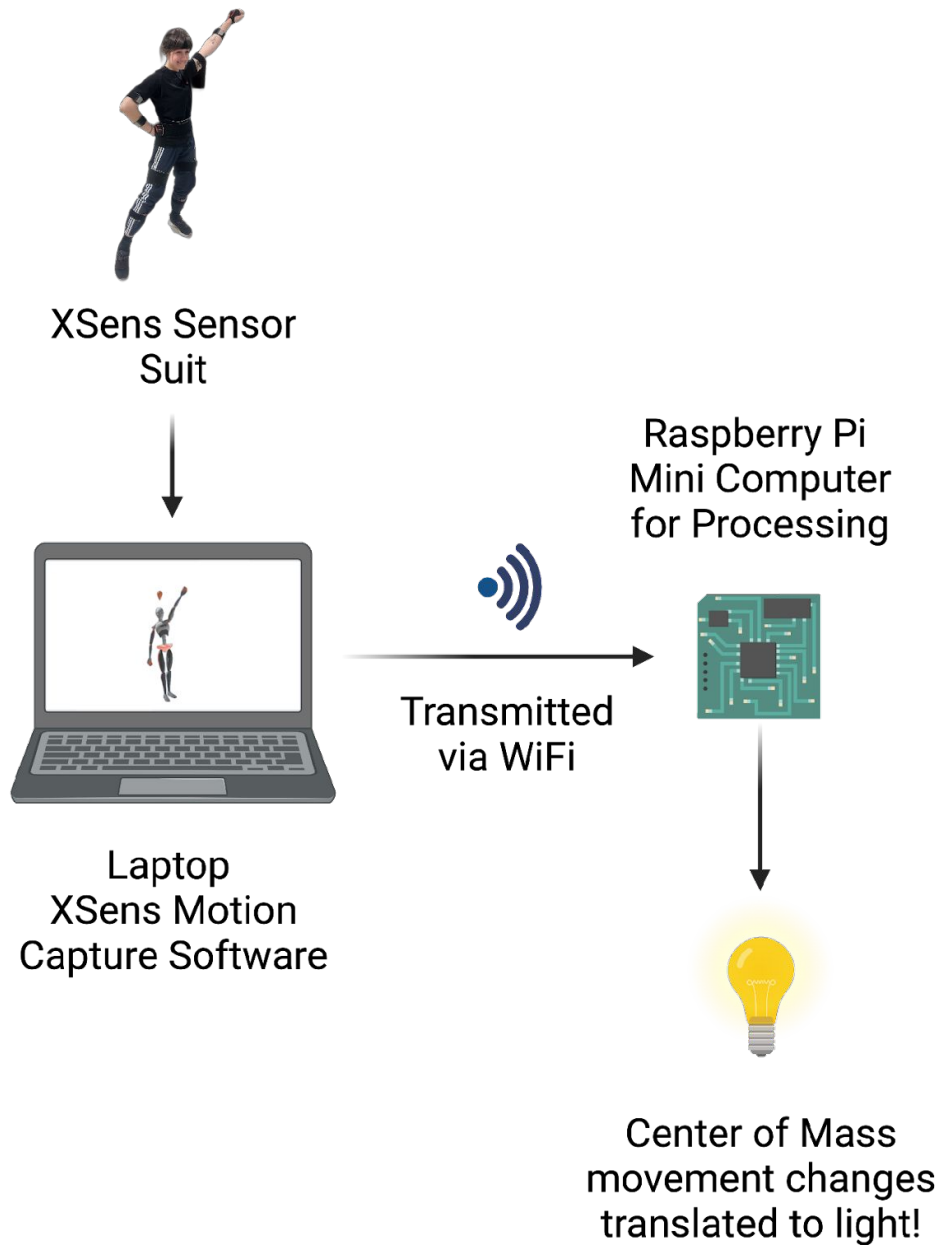 XSens Sensor
Suit
Raspberry Pi
Mini Computer
for Processing
Transmitted
via WiFi
Laptop
XSens Motion
Capture Software
Center of Mass
movement changes
translated to light!